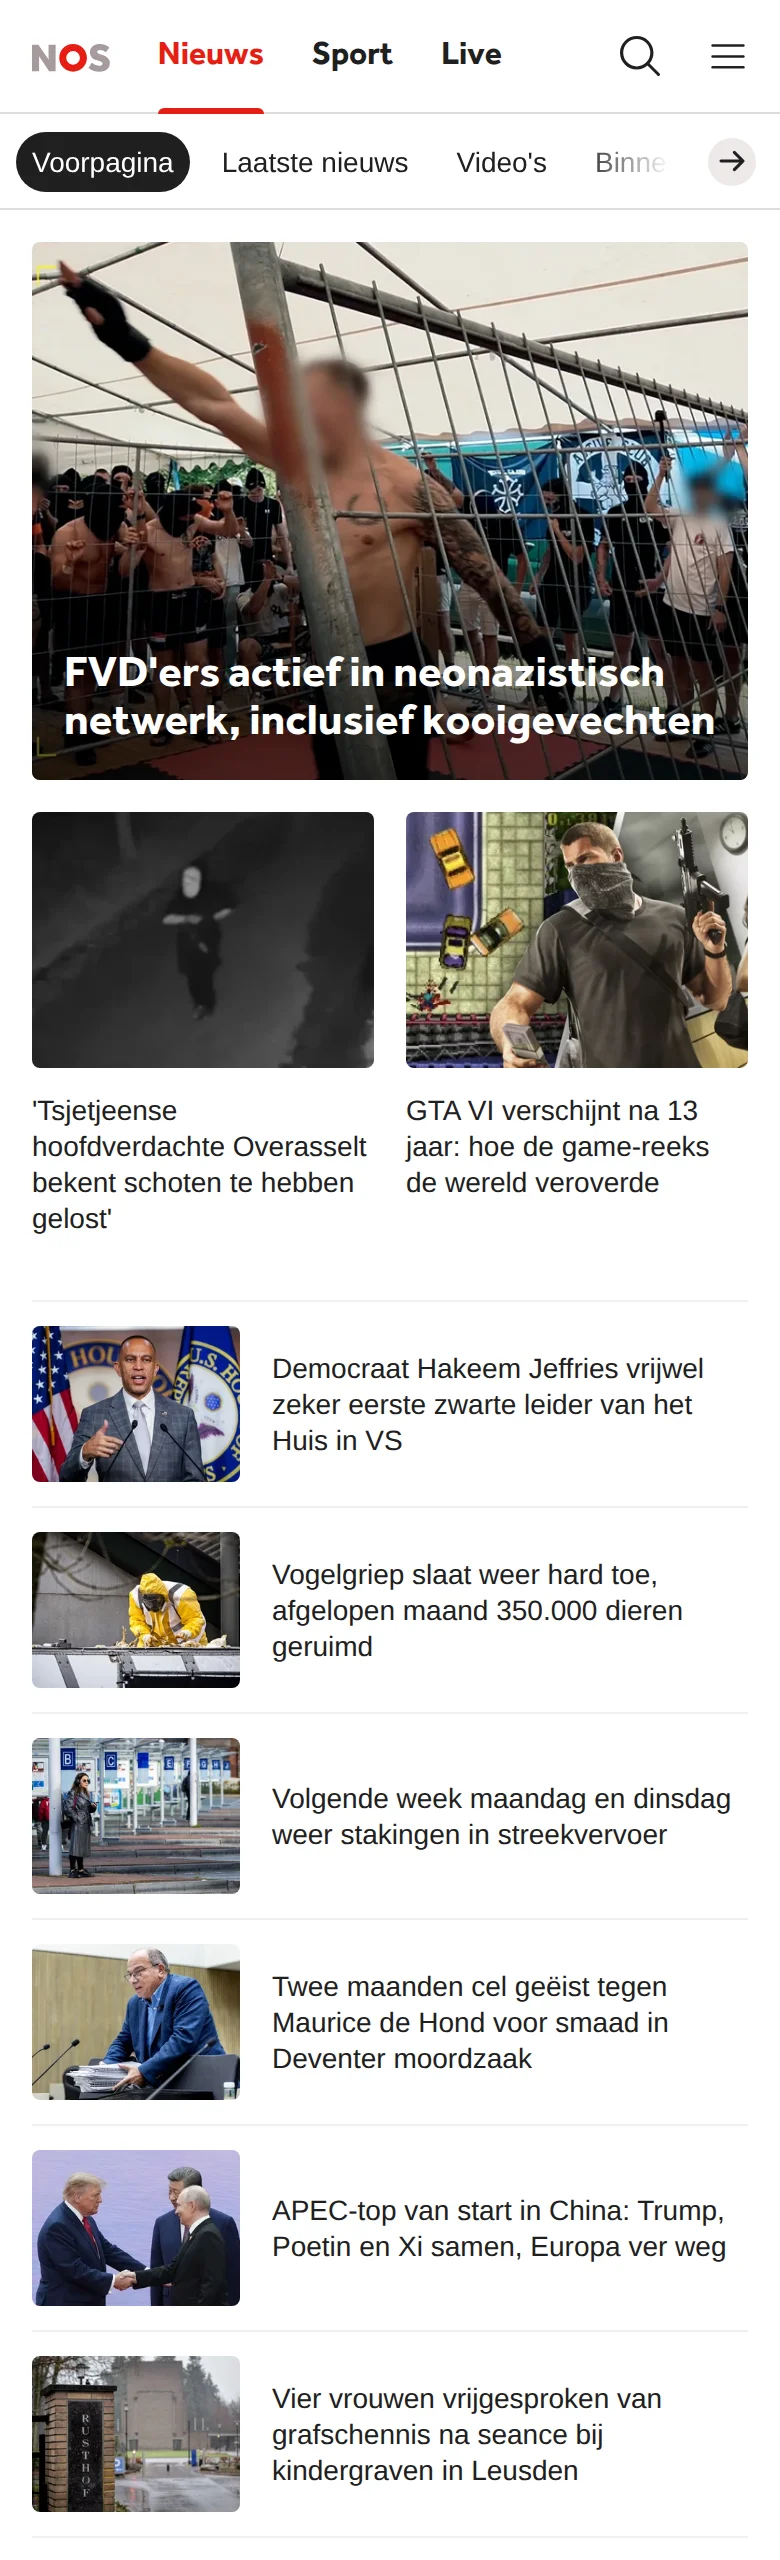 NOS Nieuws Sport Live
Voorpagina Laatste nieuws Video's Binne
FVD'ers actief in neonazistisch
netwerk, inclusief kooigevechten
'Tsjetjeense
hoofdverdachte Overasselt
bekent schoten te hebben
gelost'
GTA VI verschijnt na 13
jaar: hoe de game-reeks
de wereld veroverde
Democraat Hakeem Jeffries vrijwel
zeker eerste zwarte leider van het
Huis in VS
Vogelgriep slaat weer hard toe,
afgelopen maand 350.000 dieren
geruimd
B C E
Volgende week maandag en dinsdag
weer stakingen in streekvervoer
Twee maanden cel geëist tegen
Maurice de Hond voor smaad in
Deventer moordzaak
APEC-top van start in China: Trump,
Poetin en Xi samen, Europa ver weg
RUSTHOF
Vier vrouwen vrijgesproken van
grafschennis na seance bij
kindergraven in Leusden